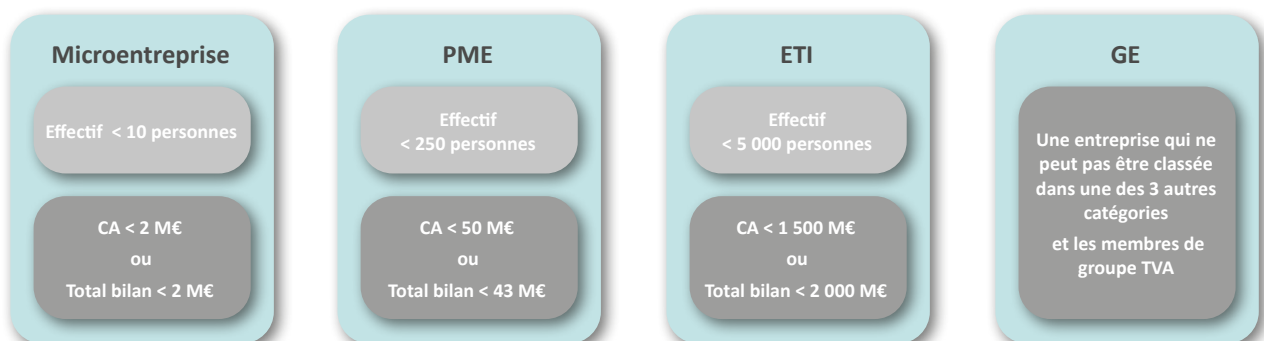 Microentreprise
Effectif < 10 personnes
CA < 2 M€
ou
Total bilan < 2 M€
PME
Effectif
< 250 personnes
CA < 50 M€
ou
Total bilan < 43 M€
ETI
Effectif
< 5 000 personnes
CA < 1 500 M€
ou
Total bilan < 2 000 M€
GE
Une entreprise qui ne
peut pas être classée
dans une des 3 autres
catégories
et les membres de
groupe TVA